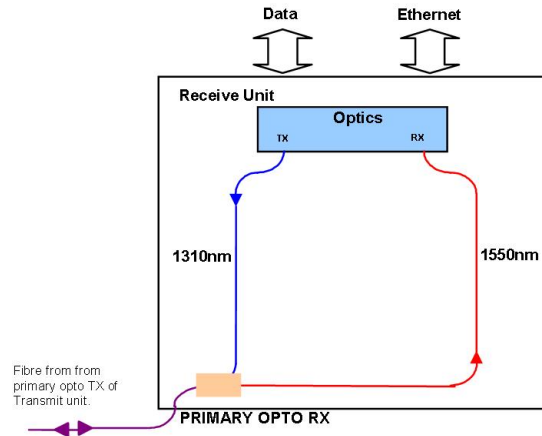 Data
Ethernet
Receive Unit
Optics
TX
RX
1310nm
1550nm
Fibre from from
primary opto TX of
Transmit unit.
PRIMARY OPTO RX